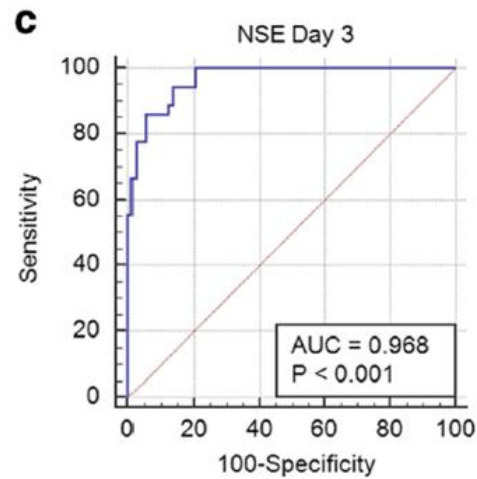 c
NSE Day 3
100
80
60
40
20
0
Sensitivity
AUC = 0.968
P < 0.001
0 20 40 60 80 100
100-Specificity